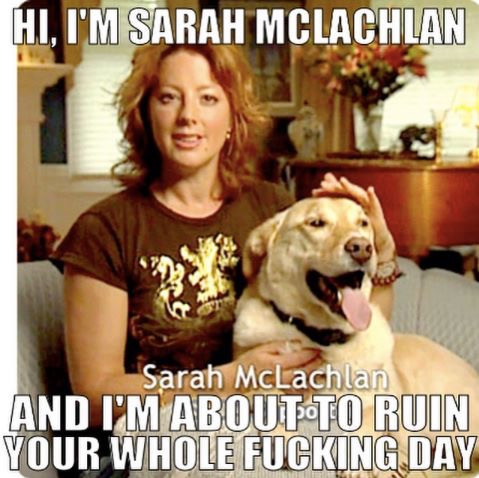 HI, I'M SARAH MCLACHLAN
Sarah McLachlan
AND I'M ABOUT TO RUIN
YOUR WHOLE FUCKING DAY